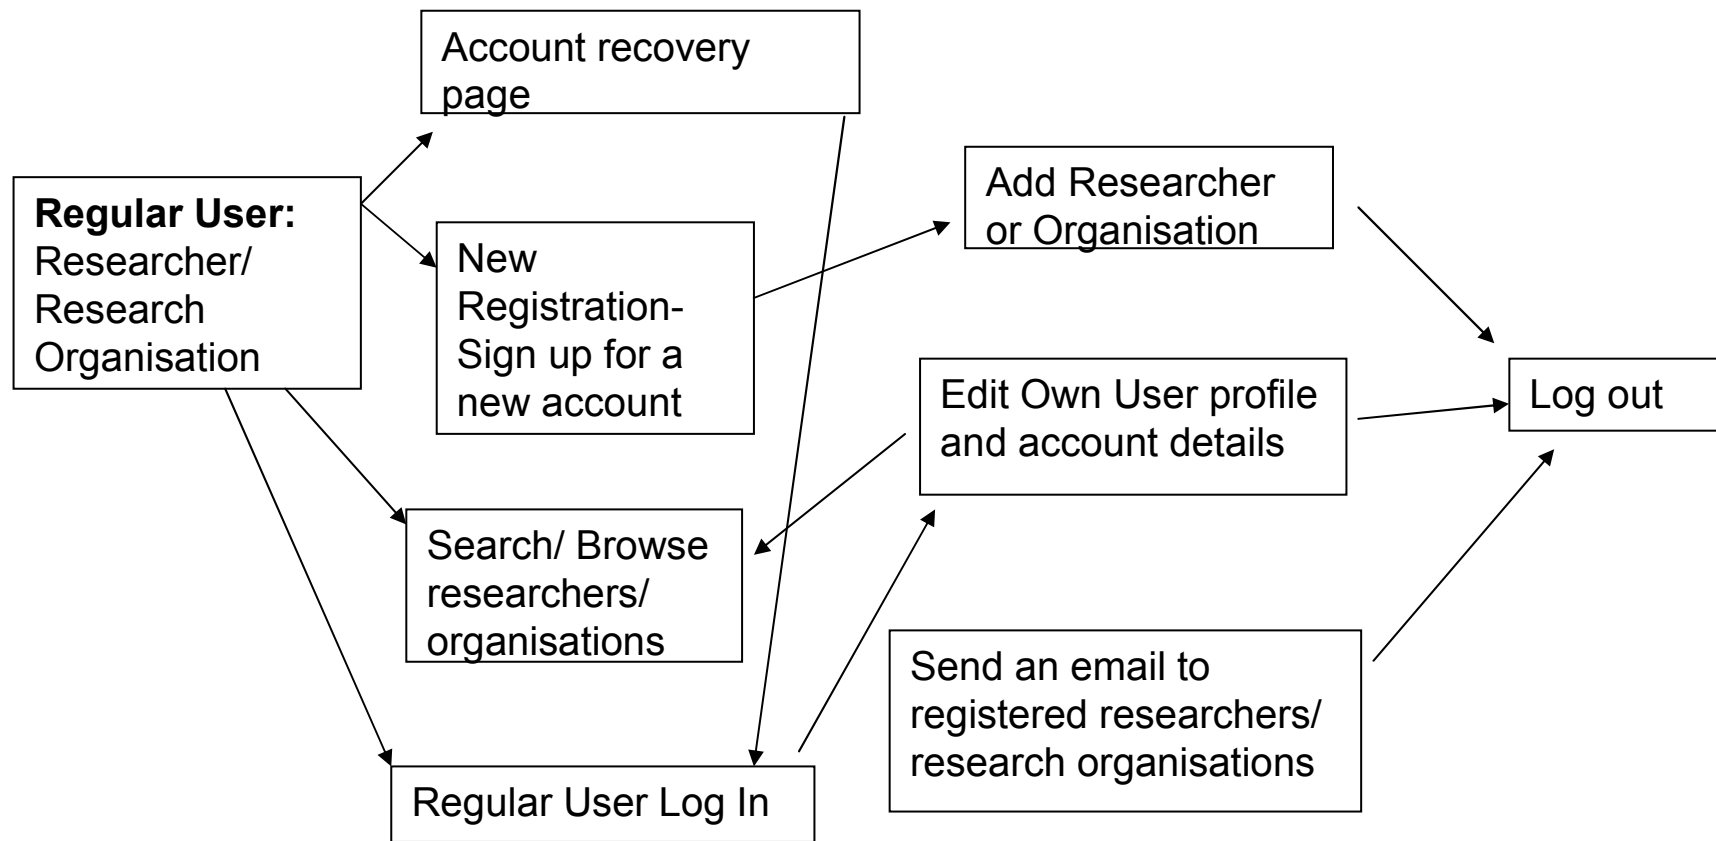 Account recovery
page
Regular User:
Researcher/
Research
Organisation
New
Registration-
Sign up for a
new account
Add Researcher
or Organisation
Edit Own User profile
and account details
Log out
Search/ Browse
researchers/
organisations
Send an email to
registered researchers/
research organisations
Regular User Log In